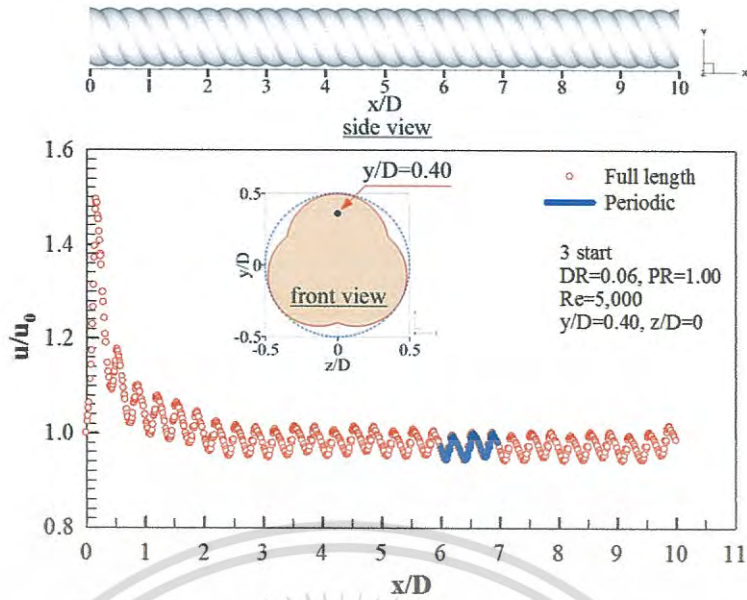 0 1 2 3 4 5 6 7 8 9 10
x/D
side view
Y
Z X
u/u0
1.6
1.4
1.2
1.0
0.8
y/D=0.40
0.5
0
-0.5
y/D
front view
-0.5 0 0.5
z/D
Full length
Periodic
3 start
DR=0.06, PR=1.00
Re=5,000
y/D=0.40, z/D=0
0 1 2 3 4 5 6 7 8 9 10 11
x/D